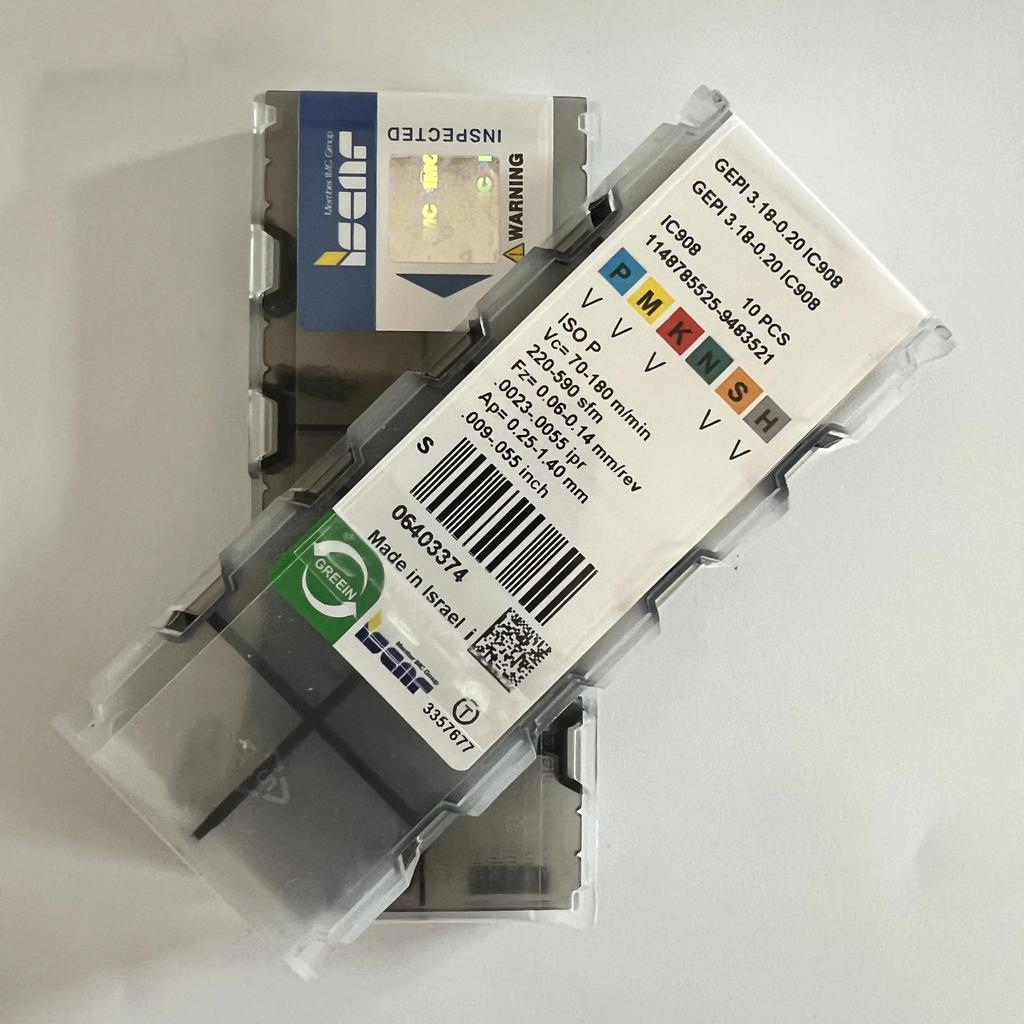 GEPI 3.18-0.20 IC908
GEPI 3.18-0.20 IC908
10 PCS
IC908
1148785525-9483521
P M K N S H
V V V V V
ISO P
Vc= 70-180 m/min
220-590 sfm
Fz= 0.06-0.14 mm/rev
.0023-.0055 ipr
Ap= 0.25-1.40 mm
.009-.055 inch
S
06403374
Made in Israel i
GREEIN
iscar
Member IMC Group
T
3357677
iscar
Member IMC Group
INSPECTED
IMC IMC
WARNING